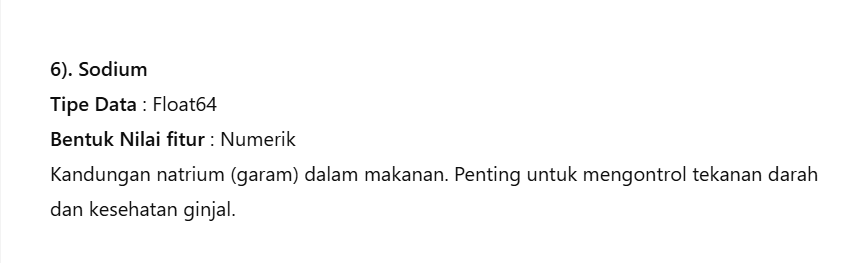 6). Sodium
Tipe Data : Float64
Bentuk Nilai fitur : Numerik
Kandungan natrium (garam) dalam makanan. Penting untuk mengontrol tekanan darah
dan kesehatan ginjal.